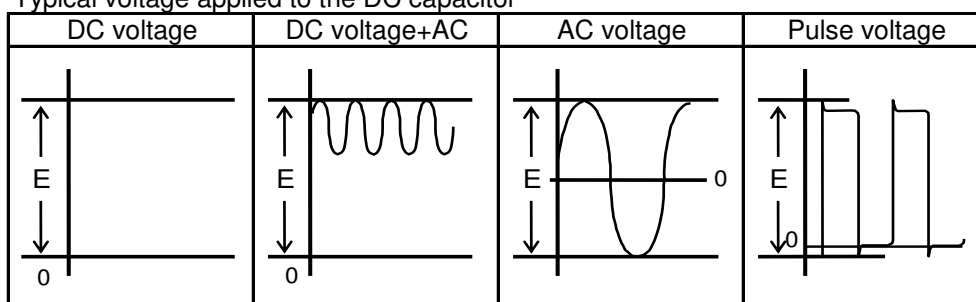 Typical voltage applied to the DC capacitor
DC voltage DC voltage+AC AC voltage Pulse voltage
E E E 0 E
0 0 0